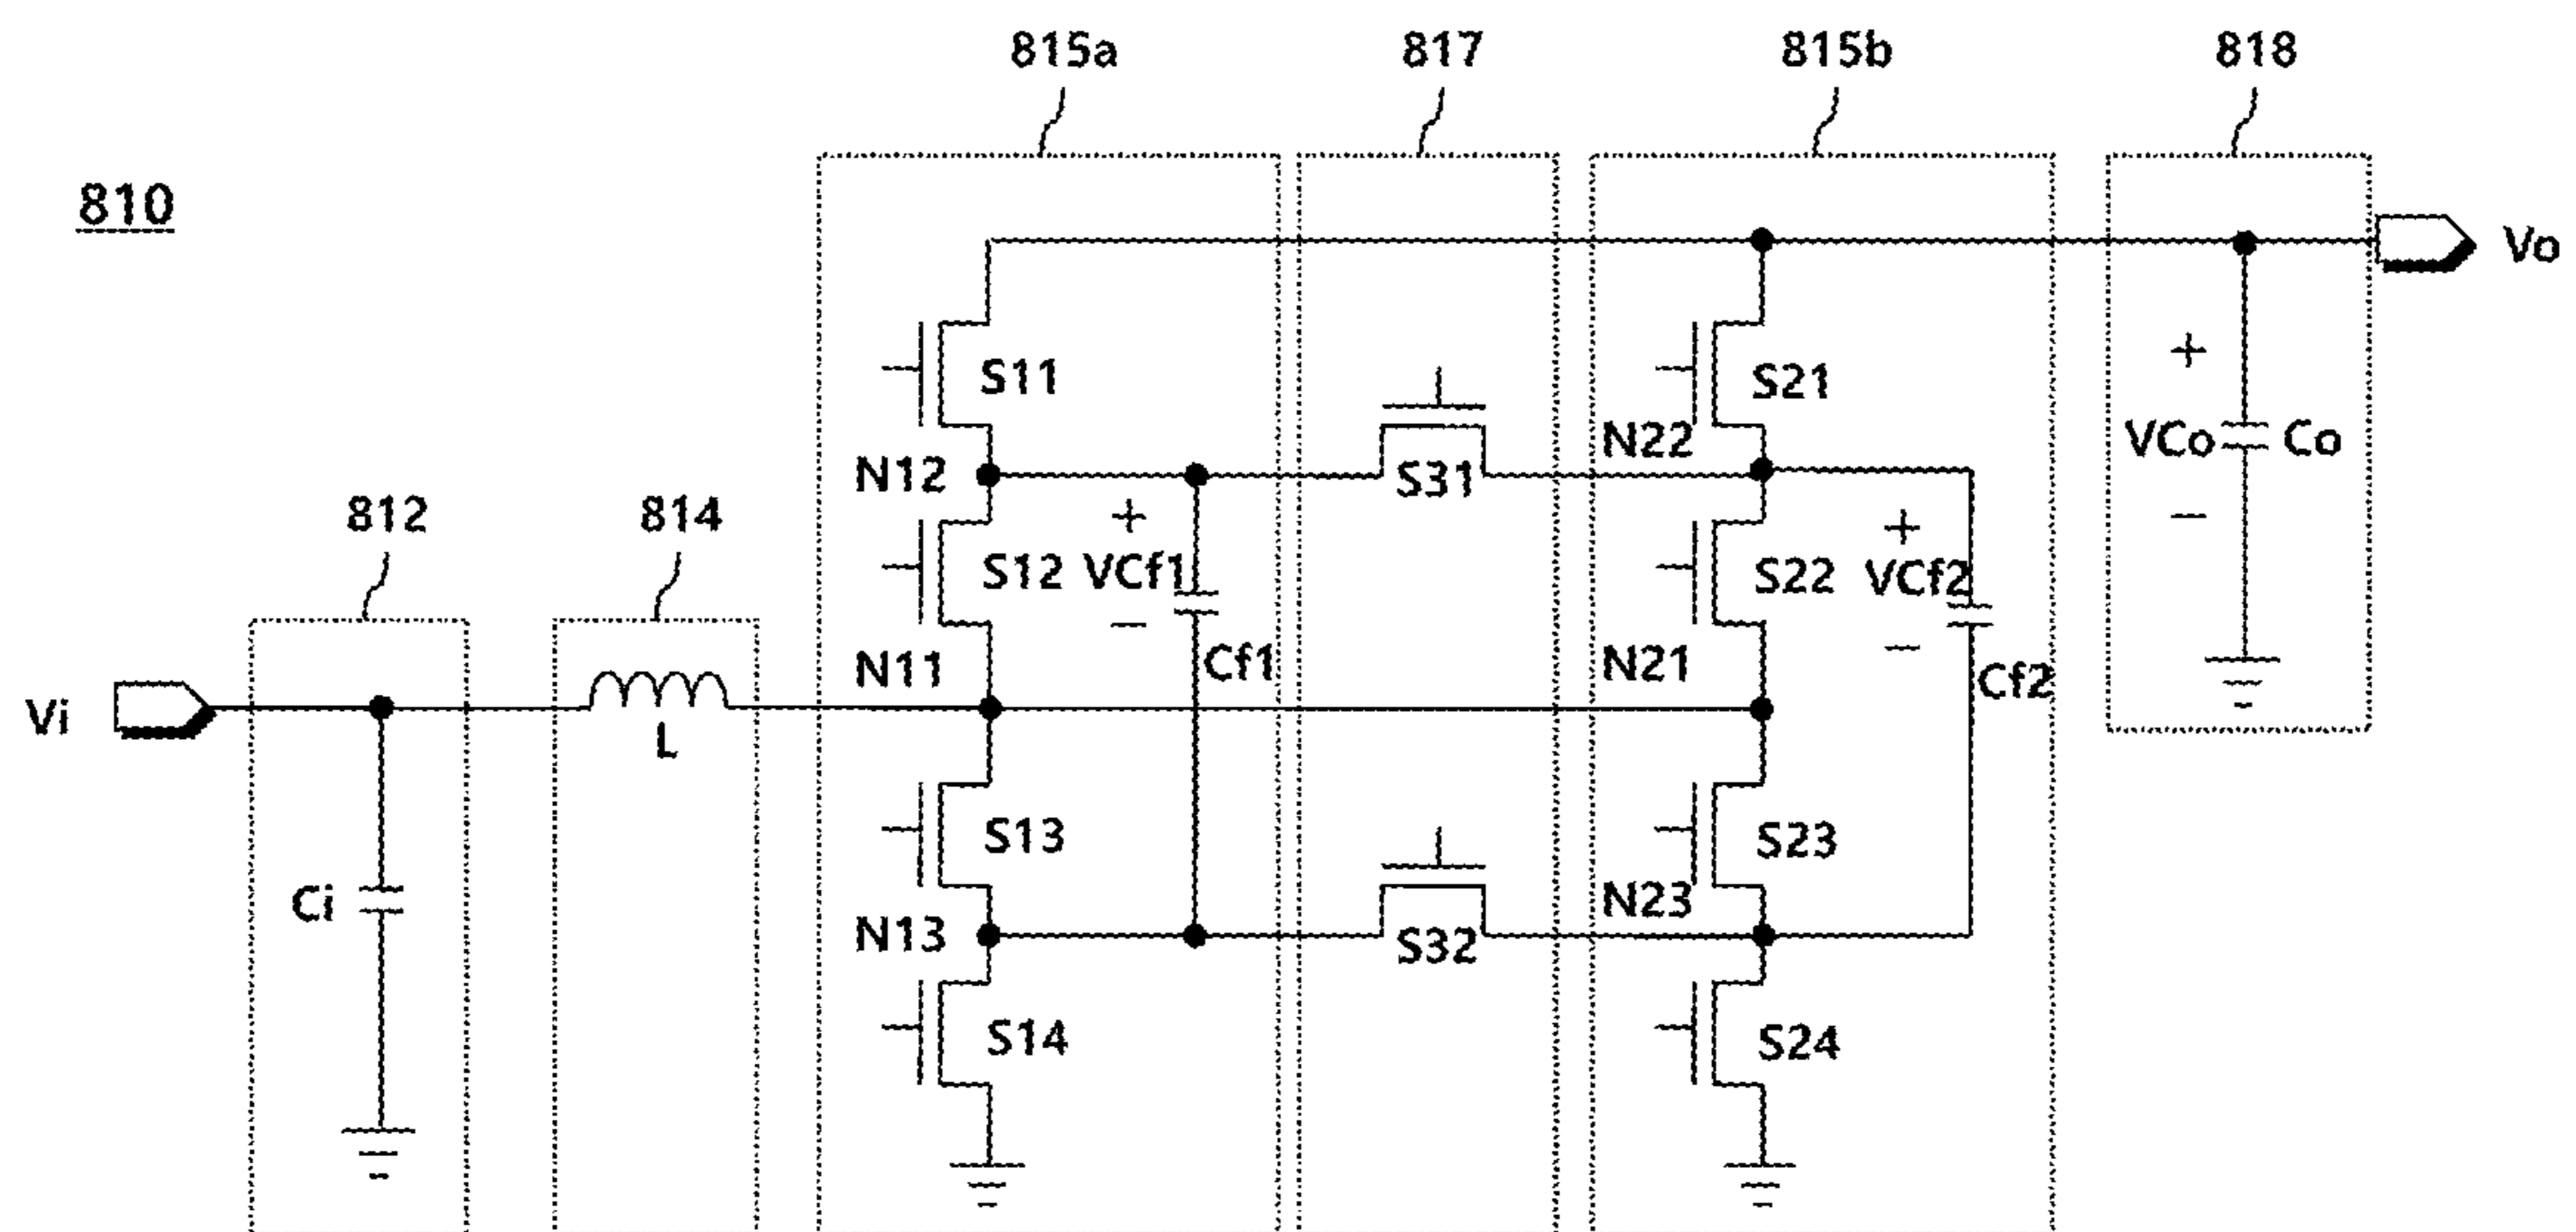 815a 817 815b 818
810
Vo
S11 S21
N22
VCo Co
N12 S31
+ +
812 814
S12 VCf1 S22 VCf2
N11 Cf1 N21 Cf2
Vi L
S13 S23
Ci N23
N13 S32
S14 S24